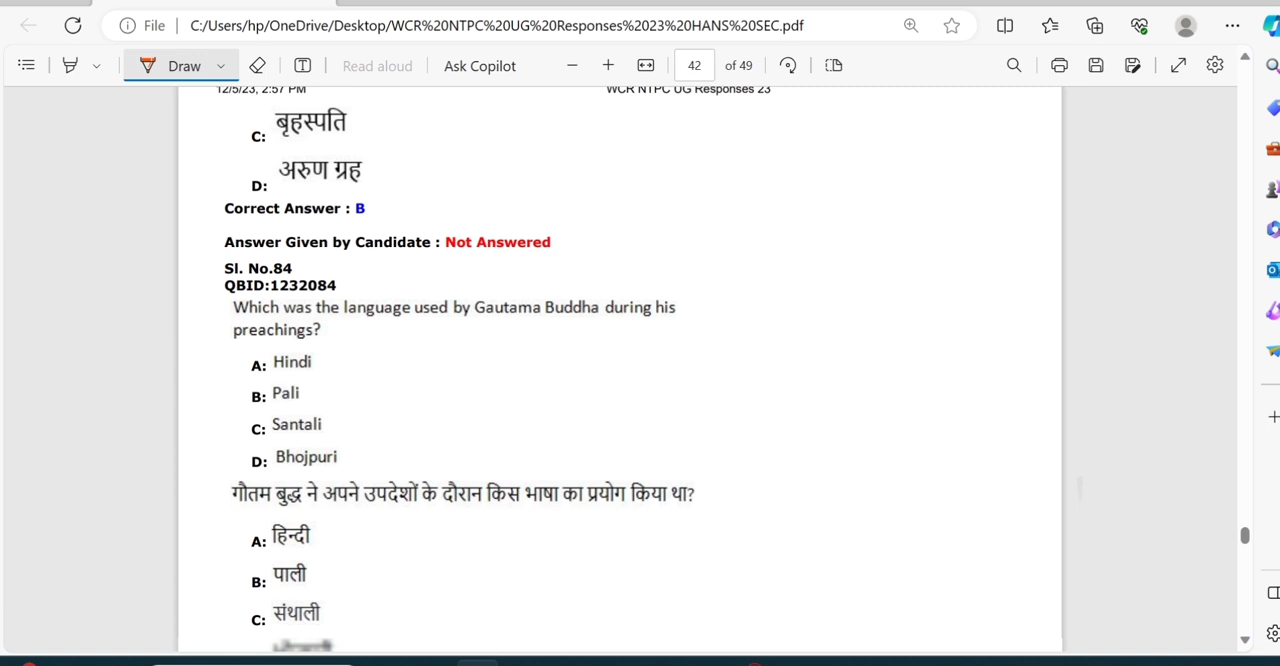 File C:/Users/hp/OneDrive/Desktop/WCR%20NTPC%20UG%20Responses%2023%20HANS%20SEC.pdf
Draw Read aloud Ask Copilot 42 of 49
12/5/23, 2:57 PM WCR NTPC UG Responses 23
C: बृहस्पति
D: अरुण ग्रह
Correct Answer : B
Answer Given by Candidate : Not Answered
Sl. No.84
QBID:1232084
Which was the language used by Gautama Buddha during his
preachings?
A: Hindi
B: Pali
C: Santali
D: Bhojpuri
गौतम बुद्ध ने अपने उपदेशों के दौरान किस भाषा का प्रयोग किया था?
A: हिन्दी
B: पाली
C: संथाली